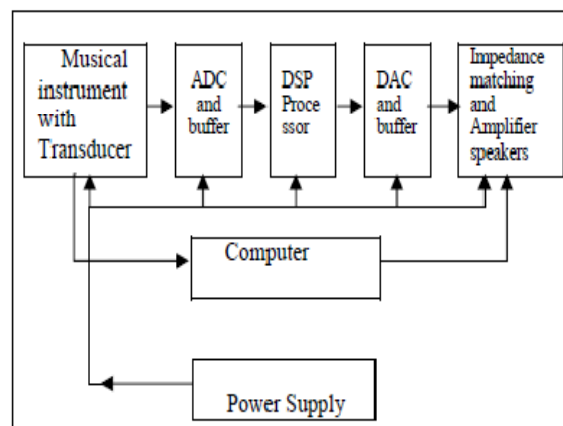 Musical
instrument
with
Transducer
ADC
and
buffer
DSP
Proce
ssor
DAC
and
buffer
Impedance
matching
and
Amplifier
speakers
Computer
Power Supply